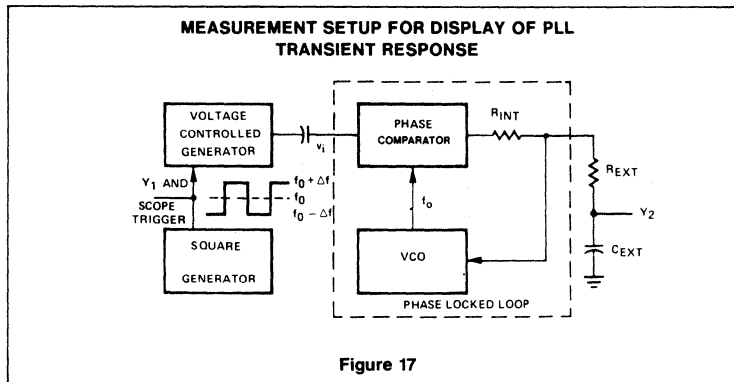 MEASUREMENT SETUP FOR DISPLAY OF PLL
TRANSIENT RESPONSE
VOLTAGE
CONTROLLED
GENERATOR
vi
PHASE
COMPARATOR
RINT
REXT
Y1 AND
SCOPE
TRIGGER
f0 + Δf
f0
f0 − Δf
fo
Y2
SQUARE
GENERATOR
VCO
CEXT
PHASE LOCKED LOOP
Figure 17